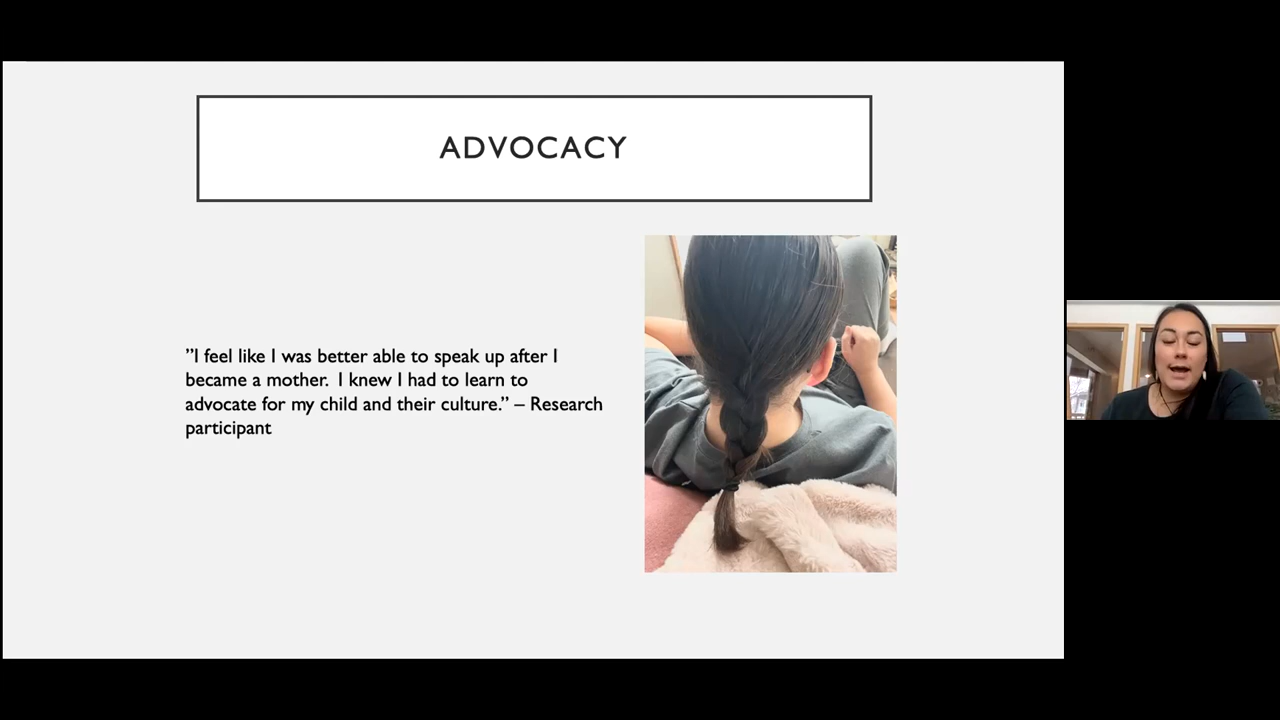 ADVOCACY
”I feel like I was better able to speak up after I
became a mother.  I knew I had to learn to
advocate for my child and their culture.” – Research
participant